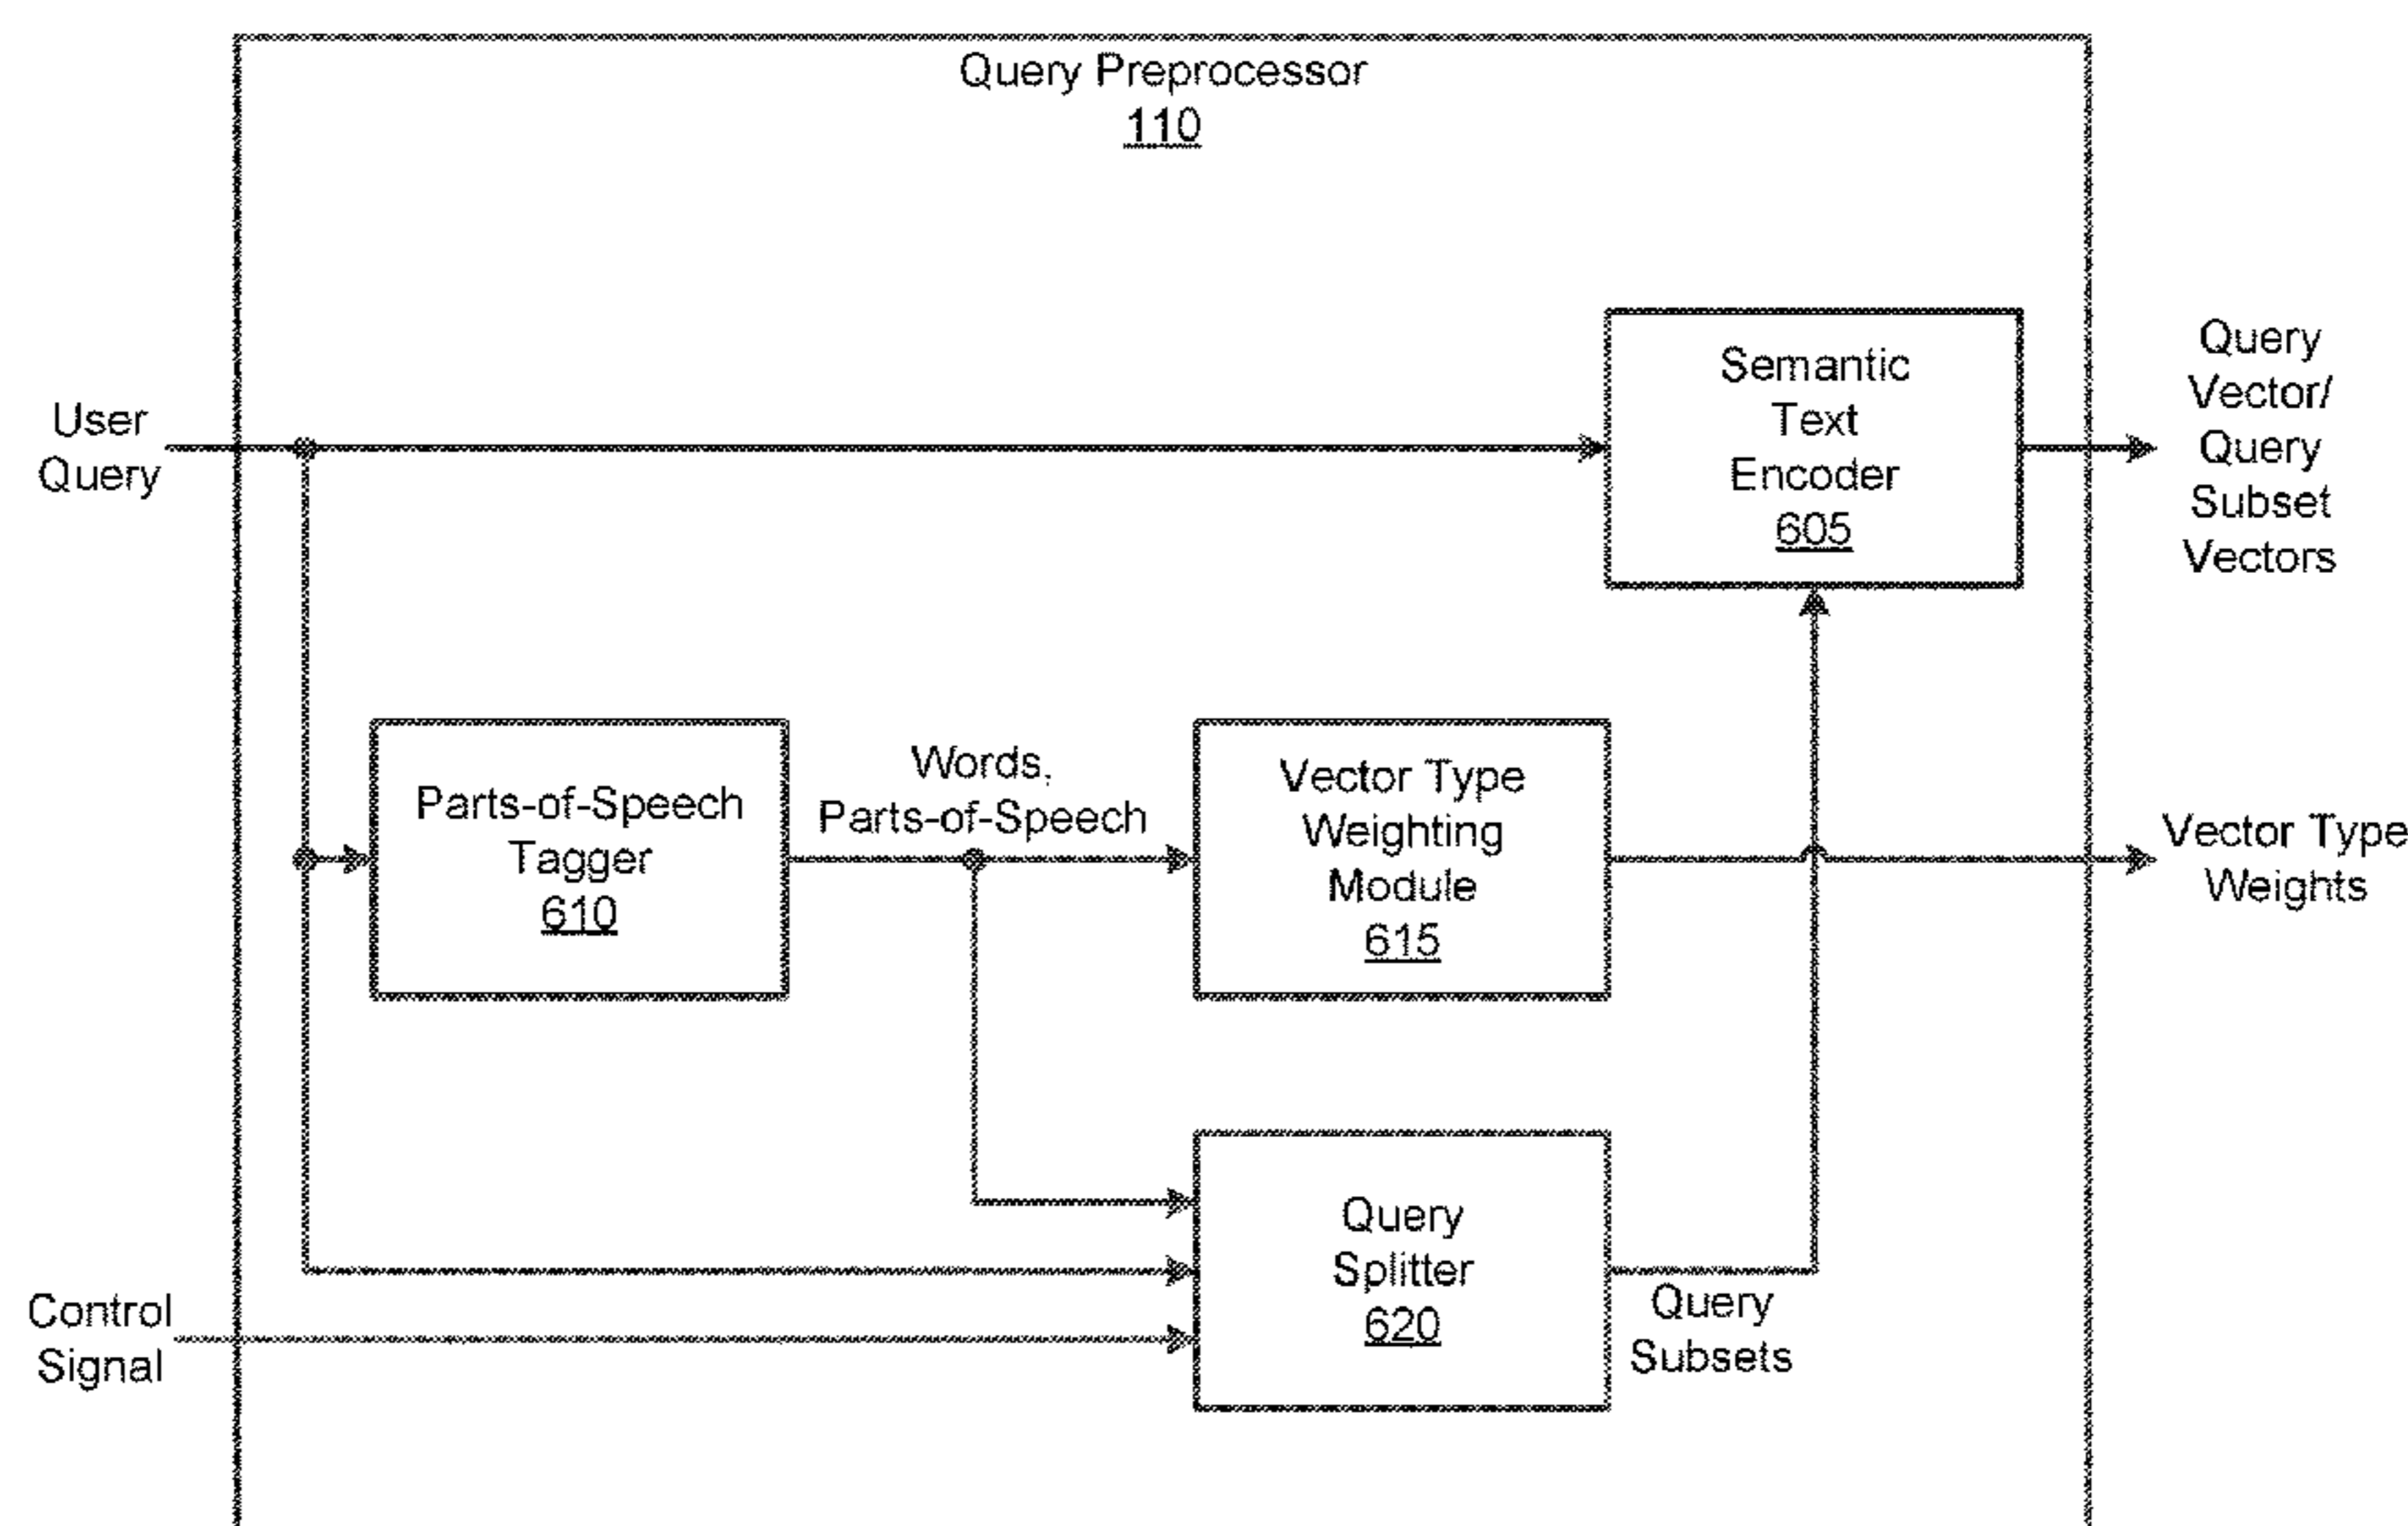 Query Preprocessor
110
User
Query
Semantic
Text
Encoder
605
Query
Vector/
Query
Subset
Vectors
Parts-of-Speech
Tagger
610
Words,
Parts-of-Speech
Vector Type
Weighting
Module
615
Vector Type
Weights
Control
Signal
Query
Splitter
620
Query
Subsets